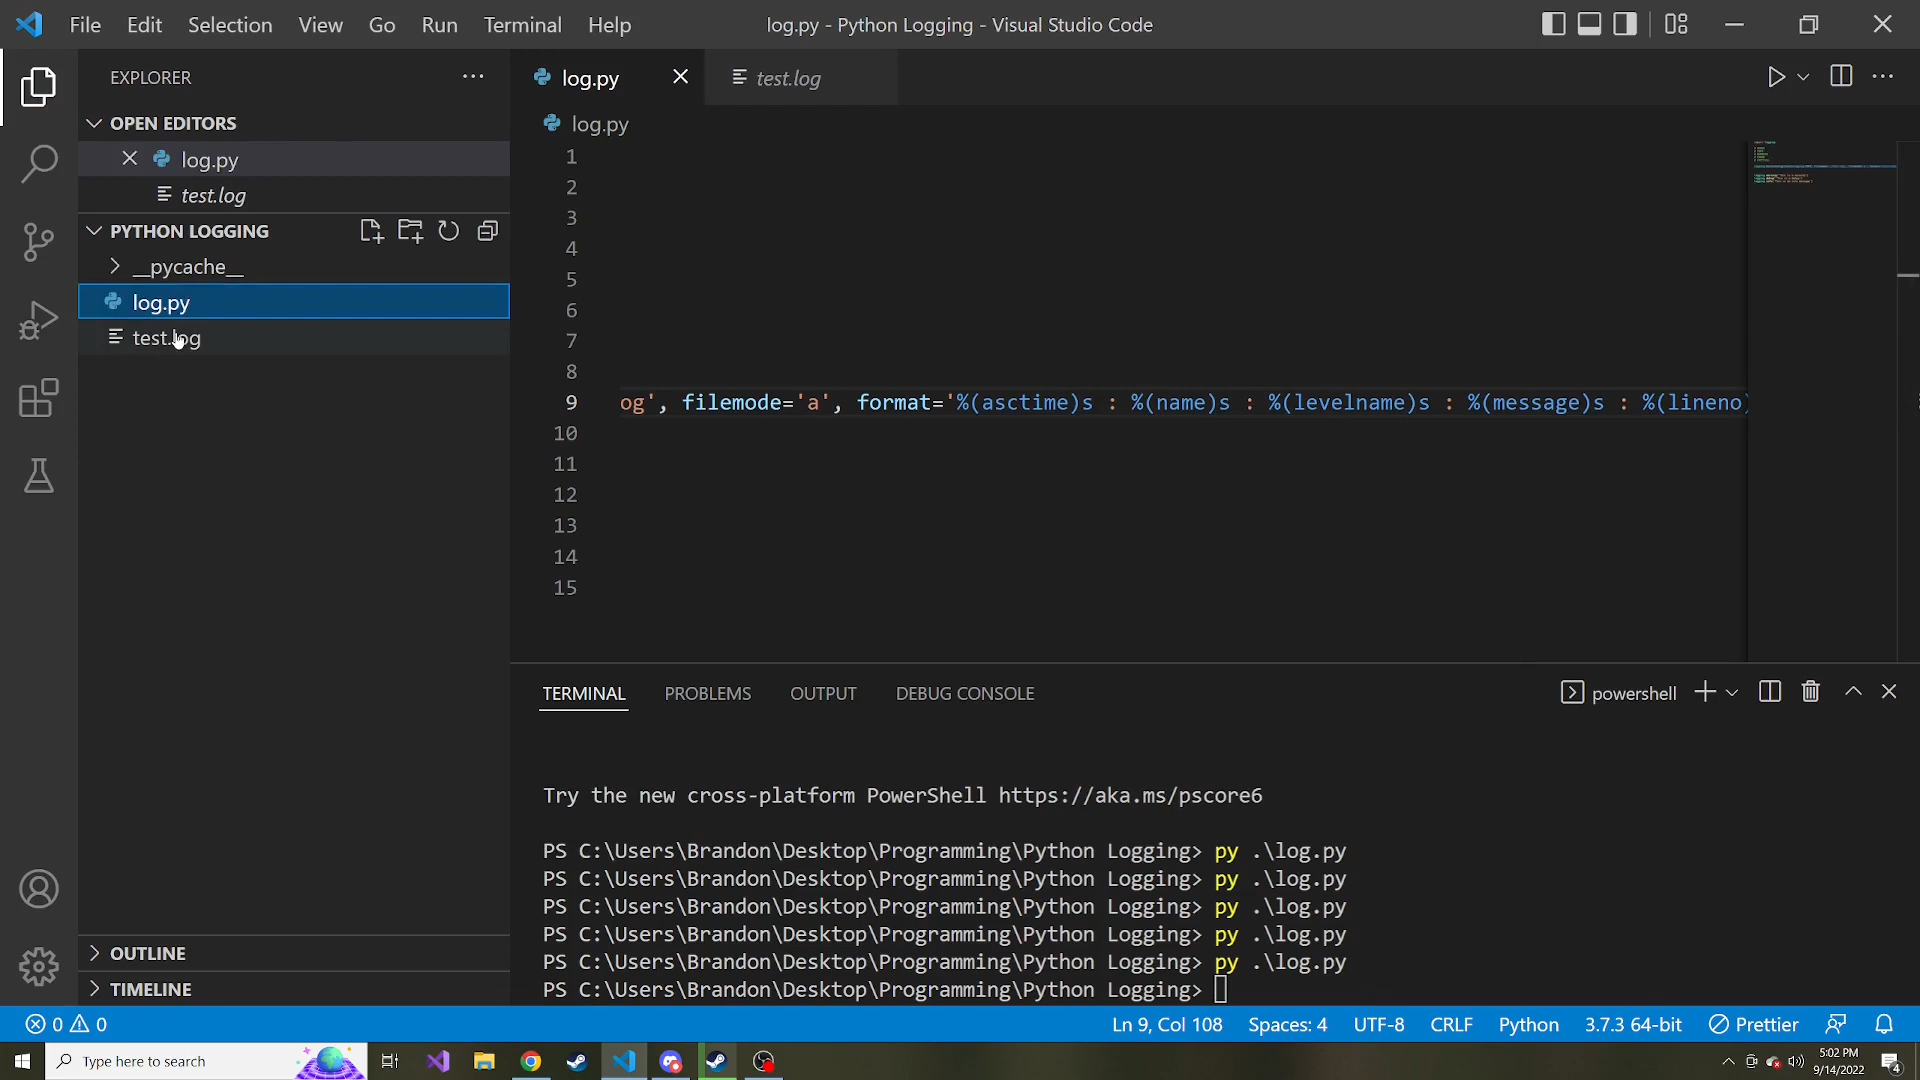 File Edit Selection View Go Run Terminal Help
log.py - Python Logging - Visual Studio Code
EXPLORER
OPEN EDITORS
log.py
test.log
PYTHON LOGGING
__pycache__
log.py
test.log
OUTLINE
TIMELINE
log.py test.log
log.py
1
2
3
4
5
6
7
8
9 og', filemode='a', format='%(asctime)s : %(name)s : %(levelname)s : %(message)s : %(lineno)
10
11
12
13
14
15
TERMINAL PROBLEMS OUTPUT DEBUG CONSOLE
powershell
Try the new cross-platform PowerShell https://aka.ms/pscore6
PS C:\Users\Brandon\Desktop\Programming\Python Logging> py .\log.py
PS C:\Users\Brandon\Desktop\Programming\Python Logging> py .\log.py
PS C:\Users\Brandon\Desktop\Programming\Python Logging> py .\log.py
PS C:\Users\Brandon\Desktop\Programming\Python Logging> py .\log.py
PS C:\Users\Brandon\Desktop\Programming\Python Logging> py .\log.py
PS C:\Users\Brandon\Desktop\Programming\Python Logging>
0 0 Ln 9, Col 108 Spaces: 4 UTF-8 CRLF Python 3.7.3 64-bit Prettier
Type here to search
5:02 PM
9/14/2022
4